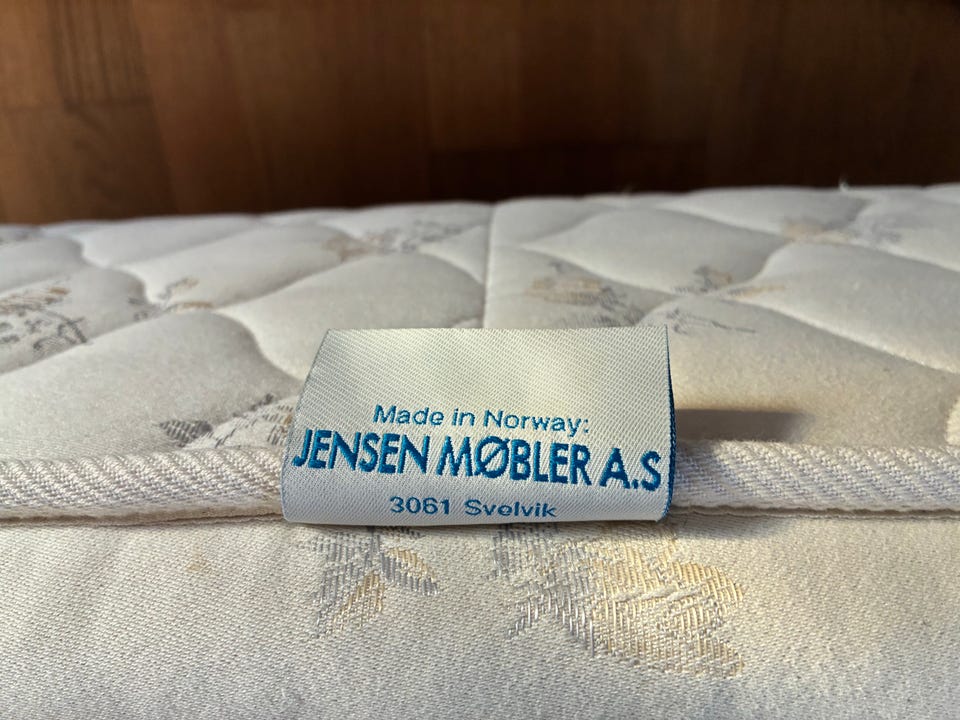 Made in Norway:
JENSEN MØBLER A.S
3061 Svelvik